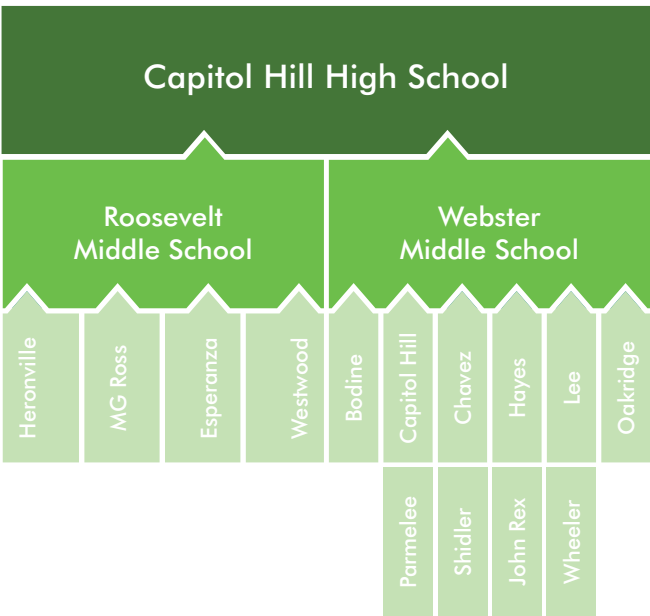 Capitol Hill High School
Roosevelt
Middle School
Webster
Middle School
Heronville
MG Ross
Esperanza
Westwood
Bodine
Capitol Hill
Chavez
Hayes
Lee
Oakridge
Parmelee
Shidler
John Rex
Wheeler